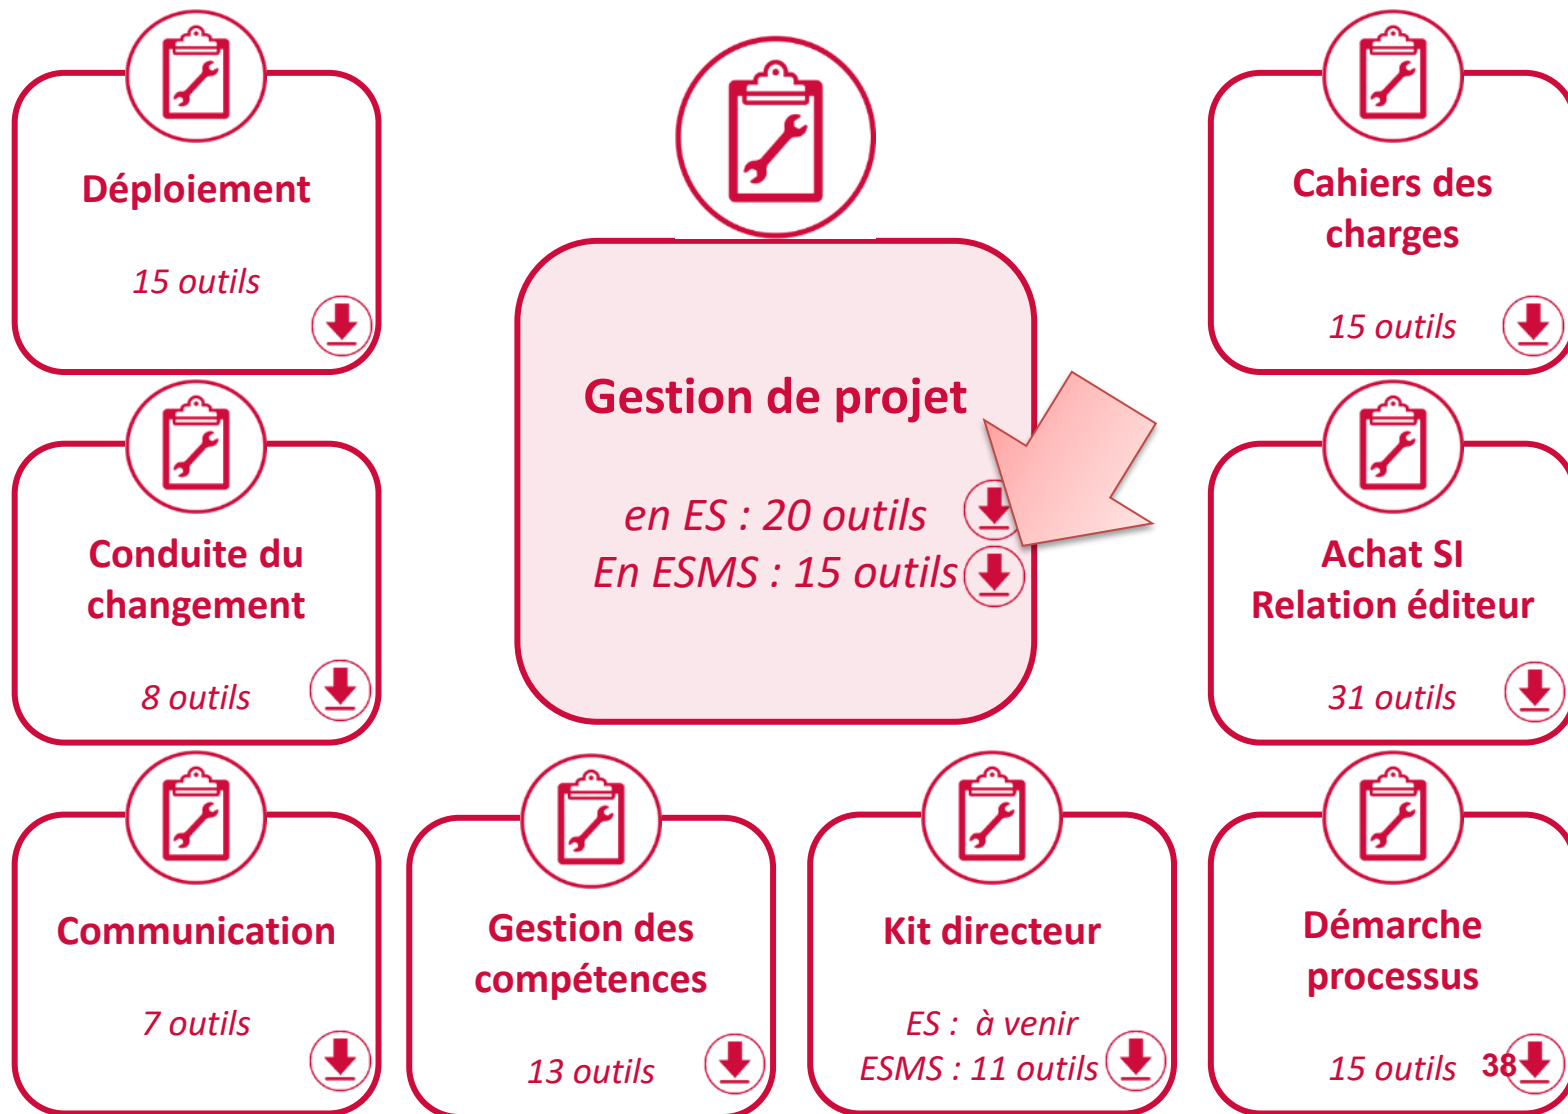 Déploiement
15 outils
Gestion de projet
en ES : 20 outils
En ESMS : 15 outils
Cahiers des
charges
15 outils
Conduite du
changement
8 outils
Achat SI
Relation éditeur
31 outils
Communication
7 outils
Gestion des
compétences
13 outils
Kit directeur
ES : à venir
ESMS : 11 outils
Démarche
processus
15 outils
38